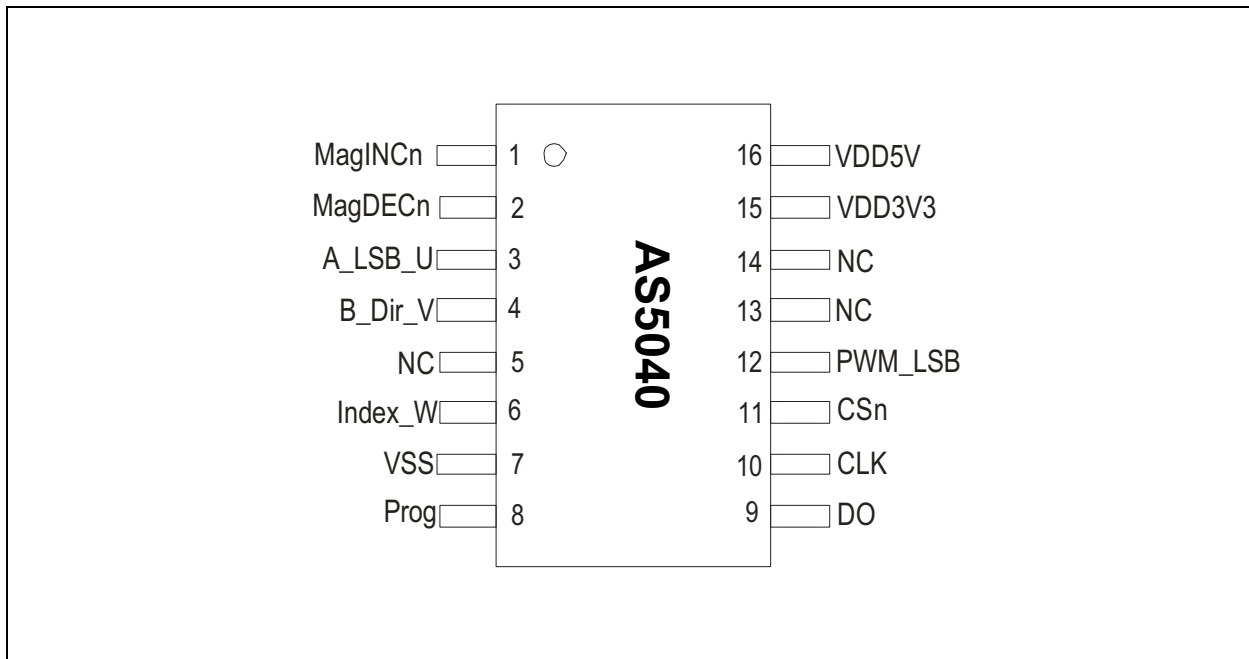 MagINCn 1 16 VDD5V
MagDECn 2 15 VDD3V3
A_LSB_U 3 14 NC
B_Dir_V 4 13 NC
NC 5 12 PWM_LSB
Index_W 6 11 CSn
VSS 7 10 CLK
Prog 8 9 DO
AS5040